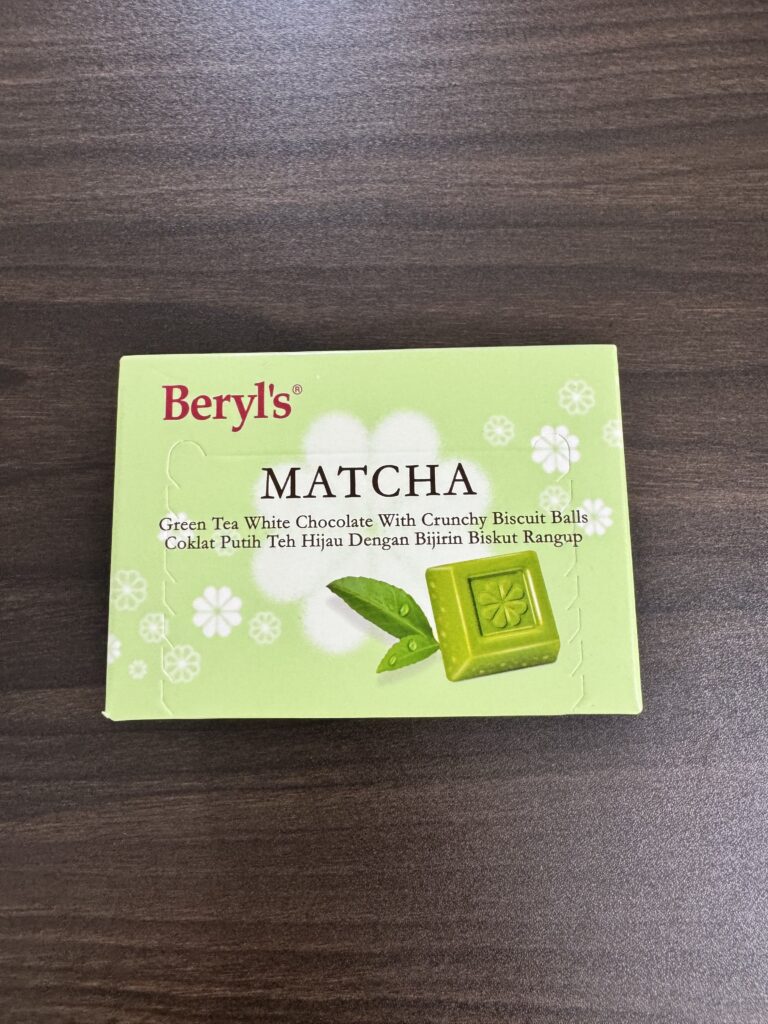 Beryl's®
MATCHA
Green Tea White Chocolate With Crunchy Biscuit Balls
Coklat Putih Teh Hijau Dengan Bijirin Biskut Rangup